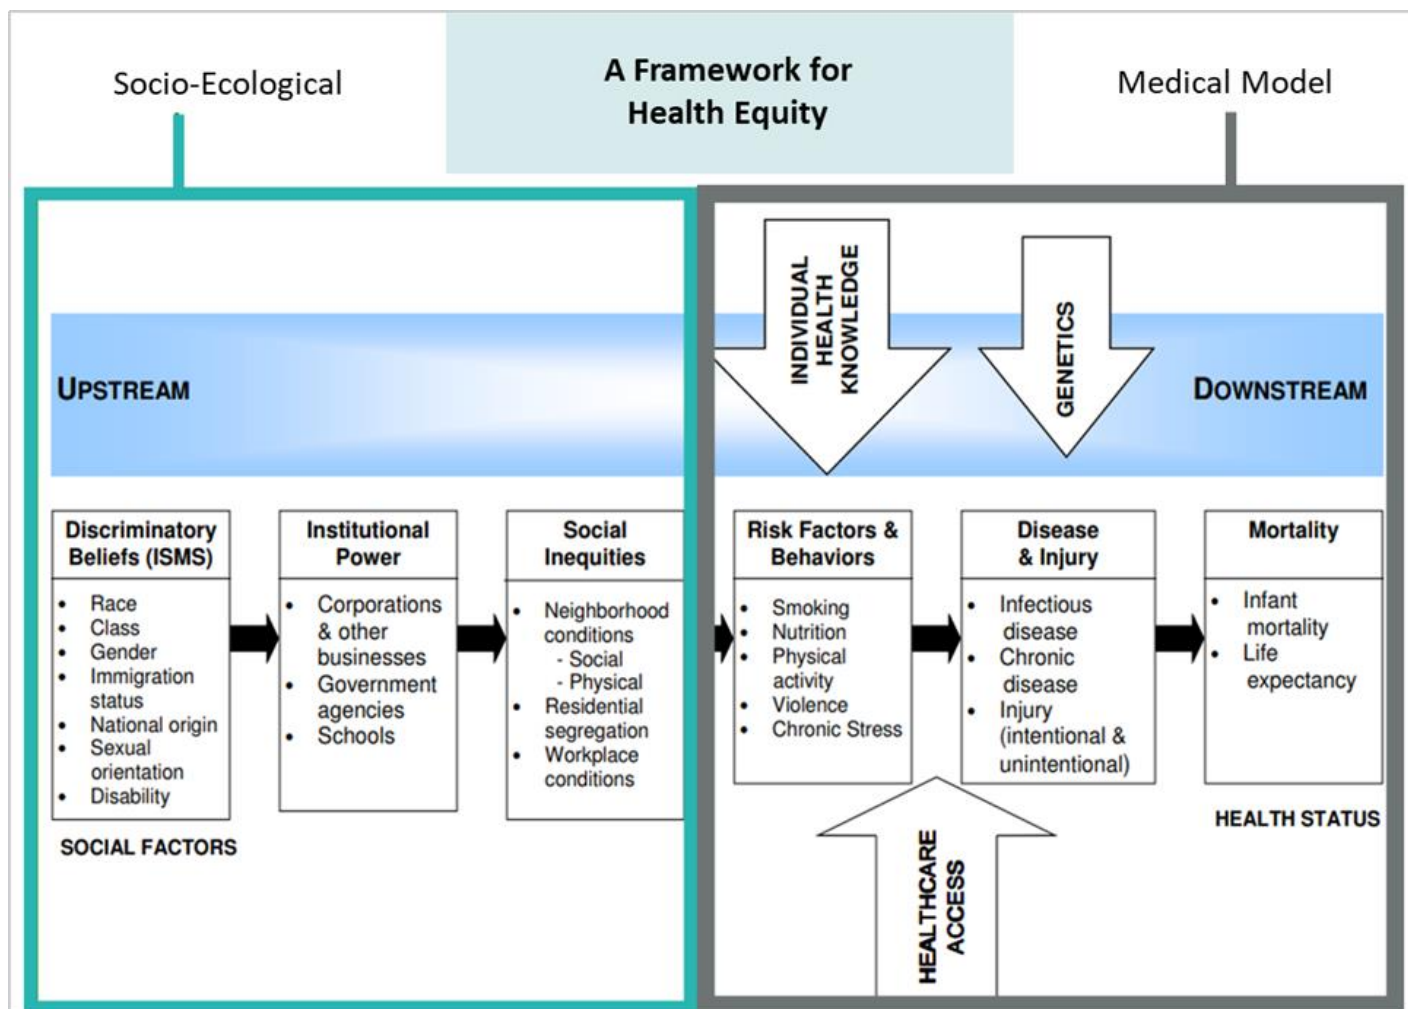 Socio-Ecological
A Framework for
Health Equity
Medical Model
INDIVIDUAL
HEALTH
KNOWLEDGE
GENETICS
UPSTREAM
DOWNSTREAM
Discriminatory
Beliefs (ISMS)
• Race
• Class
• Gender
• Immigration
status
• National origin
• Sexual
orientation
• Disability
SOCIAL FACTORS
Institutional
Power
• Corporations
& other
businesses
• Government
agencies
• Schools
Social
Inequities
• Neighborhood
conditions
- Social
- Physical
• Residential
segregation
• Workplace
conditions
Risk Factors &
Behaviors
• Smoking
• Nutrition
• Physical
activity
• Violence
• Chronic Stress
Disease
& Injury
• Infectious
disease
• Chronic
disease
• Injury
(intentional &
unintentional)
Mortality
• Infant
mortality
• Life
expectancy
HEALTH STATUS
HEALTHCARE
ACCESS